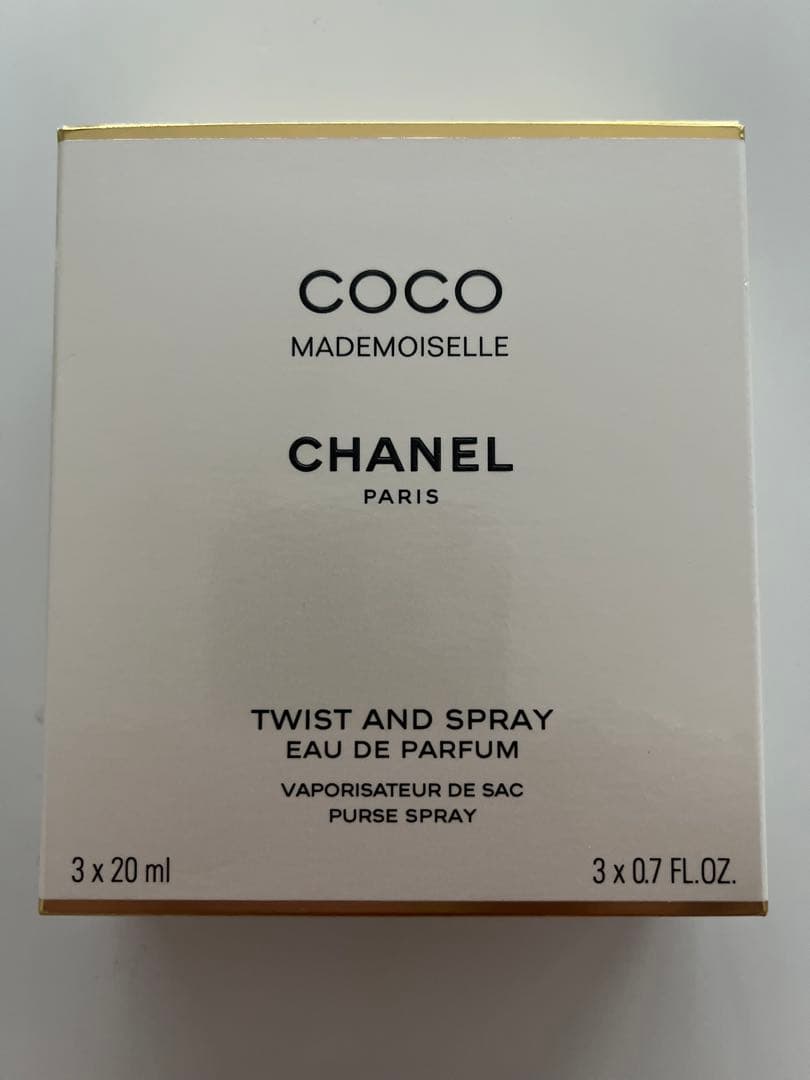 COCO
MADEMOISELLE
CHANEL
PARIS
TWIST AND SPRAY
EAU DE PARFUM
VAPORISATEUR DE SAC
PURSE SPRAY
3 x 20 ml
3 x 0.7 FL.OZ.